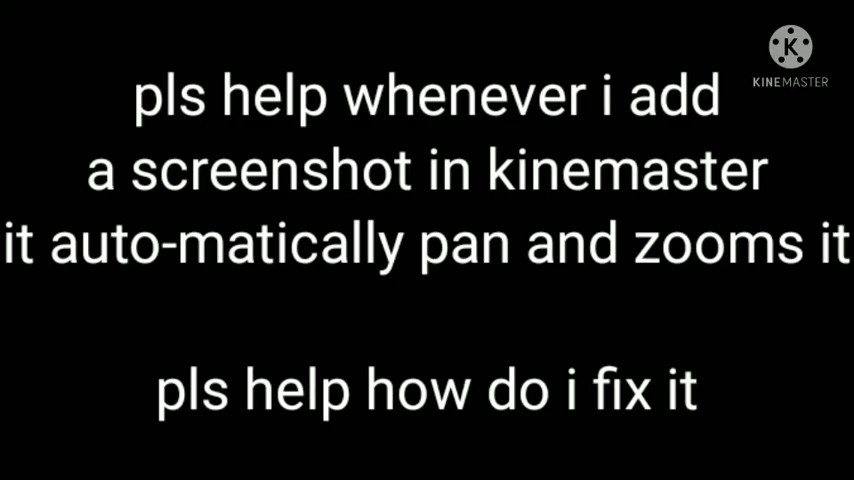 KINEMASTER
pls help whenever i add
a screenshot in kinemaster
it auto-matically pan and zooms it
pls help how do i fix it